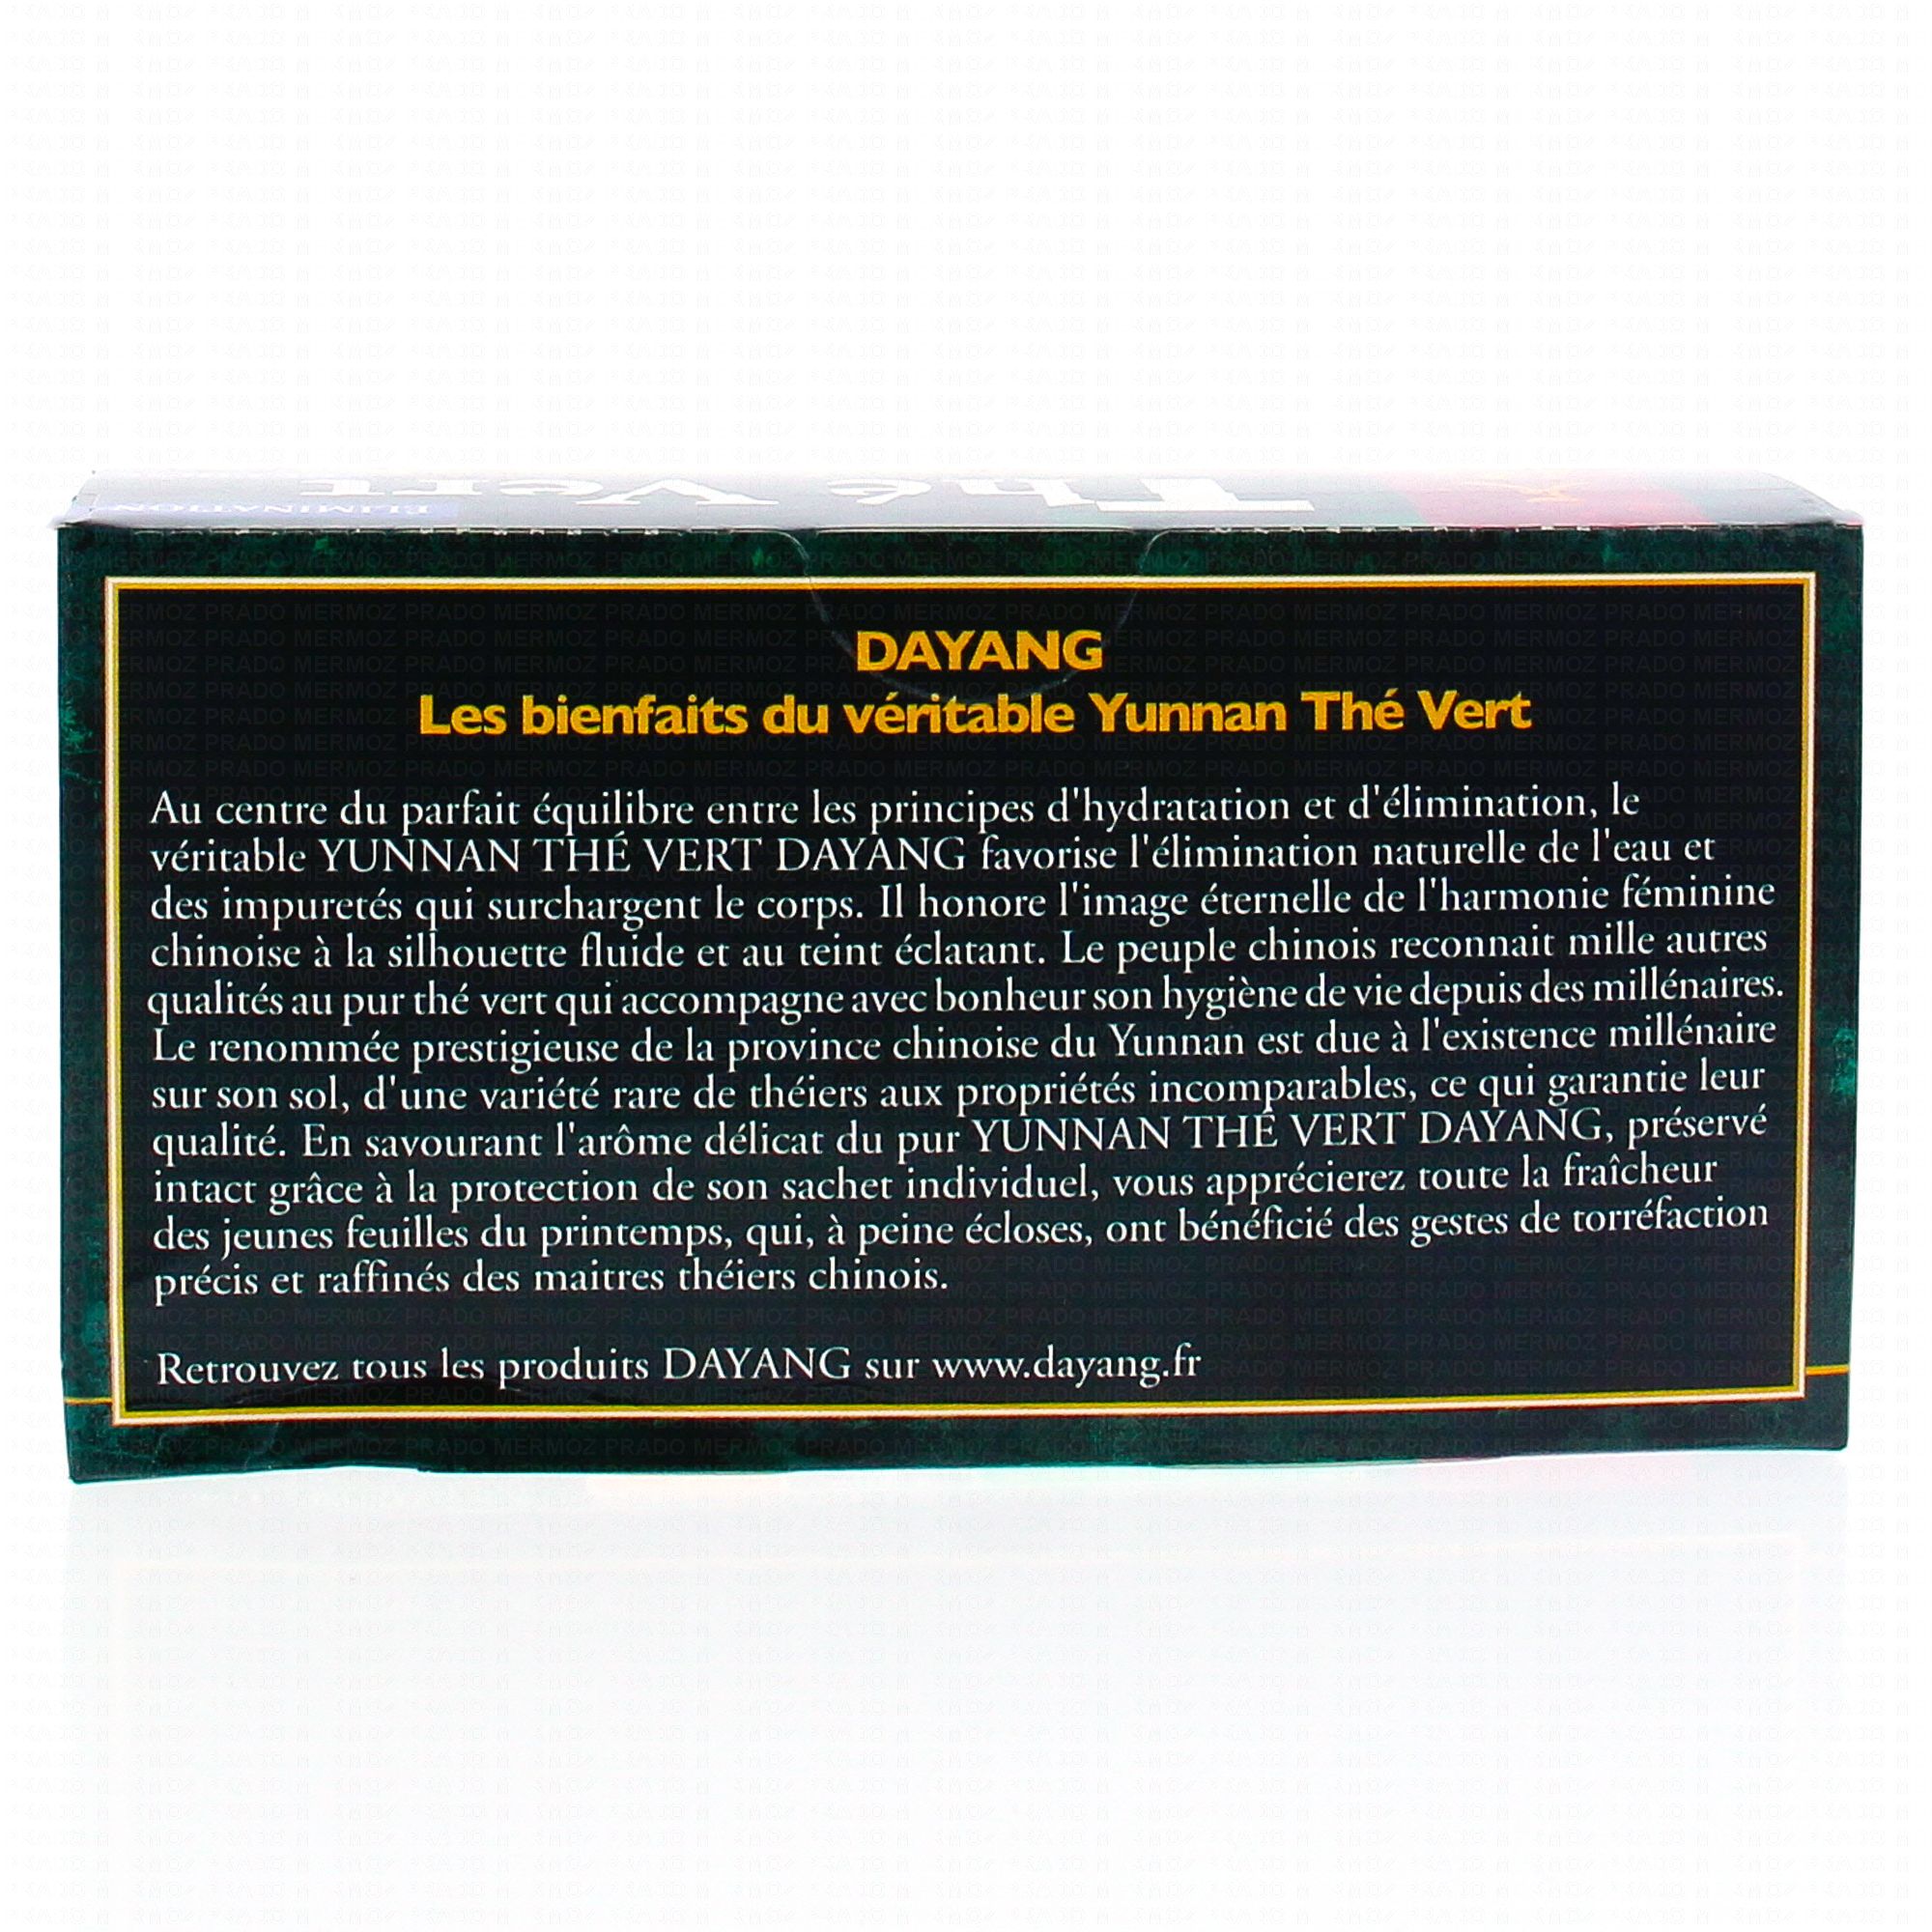 Thé Vert
ÉLIMINATION
DAYANG
Les bienfaits du véritable Yunnan Thé Vert
Au centre du parfait équilibre entre les principes d'hydratation et d'élimination, le
véritable YUNNAN THÉ VERT DAYANG favorise l'élimination naturelle de l'eau et
des impuretés qui surchargent le corps. Il honore l'image éternelle de l'harmonie féminine
chinoise à la silhouette fluide et au teint éclatant. Le peuple chinois reconnait mille autres
qualités au pur thé vert qui accompagne avec bonheur son hygiène de vie depuis des millénaires.
Le renommée prestigieuse de la province chinoise du Yunnan est due à l'existence millénaire
sur son sol, d'une variété rare de théiers aux propriétés incomparables, ce qui garantie leur
qualité. En savourant l'arôme délicat du pur YUNNAN THÉ VERT DAYANG, préservé
intact grâce à la protection de son sachet individuel, vous apprécierez toute la fraîcheur
des jeunes feuilles du printemps, qui, à peine écloses, ont bénéficié des gestes de torréfaction
précis et raffinés des maitres théiers chinois.
Retrouvez tous les produits DAYANG sur www.dayang.fr
PRADO MERMOZ